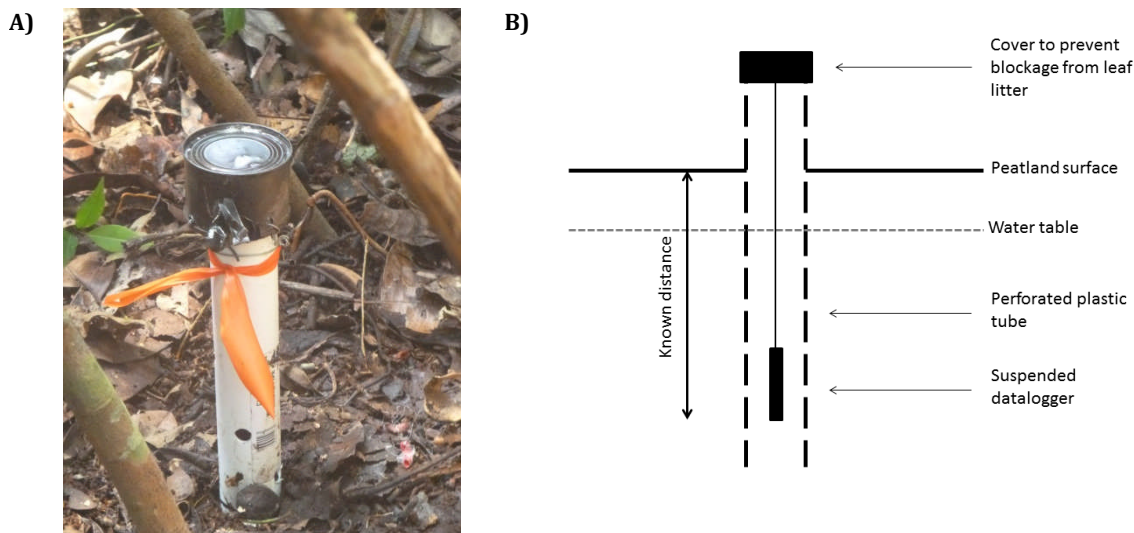 A)
B)
Cover to prevent
blockage from leaf
litter
Peatland surface
Water table
Known distance
Perforated plastic
tube
Suspended
datalogger